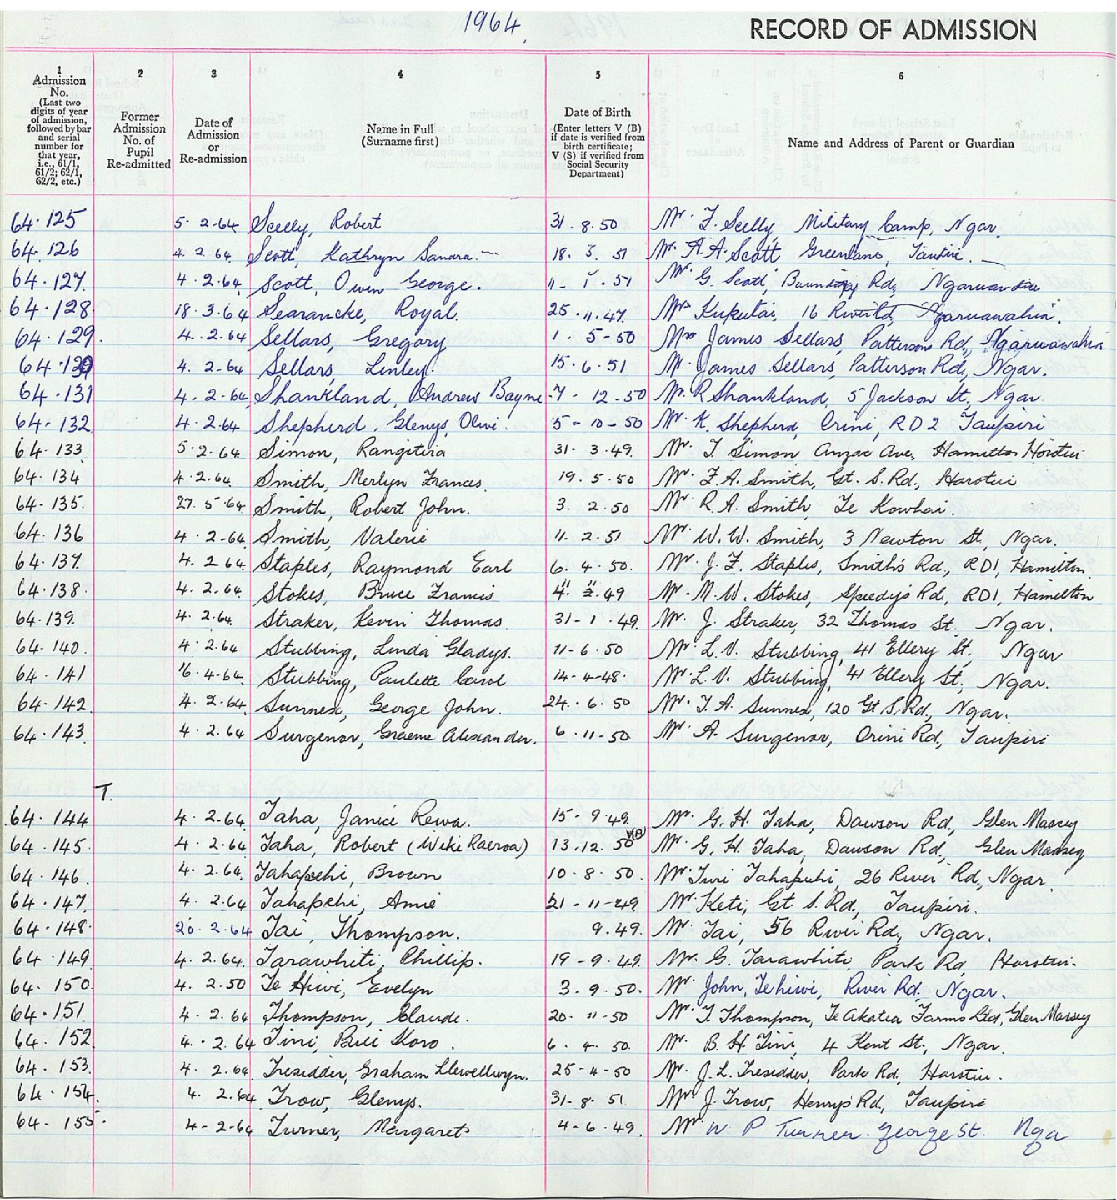 1964.
RECORD OF ADMISSION
1 2 3 4 5 6
Admission No. (Last two digits of year of admission, followed by bar and serial number for that year, i.e., 61/1, 61/2; 62/1, 62/2, etc.)
Former Admission No. of Pupil Re-admitted
Date of Admission or Re-admission
Name in Full (Surname first)
Date of Birth (Enter letters V (B) if date is verified from birth certificate; V (S) if verified from Social Security Department)
Name and Address of Parent or Guardian
64.125 5.2.64 Seelly, Robert 31.8.50 Mr. F. Seelly Military Camp, Ngar.
64.126 4.2.64 Scott, Kathryn Sandra. 18.3.51 Mr. A.A. Scott Greenlane, Taupiri.
64.127. 4.2.64 Scott, Owen George. 11-1-51 Mr. G. Scott Boundary Rd, Ngaruawahia
64.128 18.3.64 Searancke, Royal. 25.11.47 Mrs Kukutai, 16 River Rd, Ngaruawahia.
64.129. 4.2.64 Sellars, Gregory 1.5-50 Mr James Sellars, Patterson Rd, Ngaruawahia
64.130 4.2-64 Sellars, Linley. 15.6.51 Mr. James Sellars, Patterson Rd, Ngar.
64.131 4-2-64 Shankland, Andrew Bayne -7-12.50 Mr. R Shankland, 5 Jackson St, Ngar.
64.132. 4.2.64 Shepherd, Glenys, Olive 5-10-50 Mr. K. Shepherd, Orini, RD2 Taupiri
64.133 5.2.64 Simon, Rangitira 31.3.49. Mr. T. Simon Anzac Ave, Hamilton Horotiu
64.134 4.2.64. Smith, Merlyn Frances. 19.5.50 Mr. F.A. Smith, Gt. S. Rd, Horotiu
64.135. 27.5.64 Smith, Robert John. 3.2.50 Mr R.A. Smith, Te Kowhai.
64.136 4.2.64. Smith, Valerie 11.2.51 Mr. W.W. Smith, 3 Newton St, Ngar.
64.137. 4.2.64 Staples, Raymond Earl 6.4.50. Mr. J.F. Staples, Smith's Rd, RD1, Hamilton
64.138. 4.2.64. Stokes, Bruce Francis 4.2.49 Mr. M.W. Stokes, Speedy's Rd, RD1, Hamilton
64.139. 4.2.64. Straker, Kevin Thomas. 31-1.49. Mr. J. Straker, 32 Thomas St. Ngar.
64.140. 4.2.64 Stubbing, Linda Gladys. 11-6.50 Mr. L.V. Stubbing, 41 Ellery St. Ngar
64.141 16.4.64 Stubbing, Paulette Carol 14-4-48. Mr. L.V. Stubbing, 41 Ellery St, Ngar.
64.142. 4.2.64. Sunnex, George John. 24.6.50 Mr. T.A. Sunnex, 120 Gt S. Rd, Ngar.
64.143. 4.2.64 Surgenor, Graeme Alexander. 6.11-50 Mr. A. Surgenor, Orini Rd, Taupiri
T.
64.144 4.2.64. Taha, Janice Rewa. 15-9.49. Mr. G.H. Taha, Dawson Rd, Glen Massey
64.145. 4.2.64 Taha, Robert (Wiki Raeroa) 13.12.50 V(B) Mr. G.H Taha, Dawson Rd, Glen Massey
64.146. 4.2.64. Tahapehi, Brown 10-8.50. Mr. Turi Tahapehi, 26 River Rd, Ngar.
64.147. 4.2.64 Tahapehi, Amie 21-11-49 Mr Keti, Gt S. Rd, Taupiri.
64.148. 20.2.64 Tai, Thompson. 9.49. Mr. Tai, 56 River Rd, Ngar.
64.149 4.2.64. Tarawhiti, Phillip. 19-9.49. Mr. G. Tarawhiti Park Rd Horotiu.
64.150. 4.2.50 Te Hiwi, Evelyn 3.9.50. Mr. John, Tehiwi, River Rd, Ngar.
64.151. 4.2.64 Thompson, Claude. 20-11-50 Mr. T Thompson, Te Akatea Farms Ltd, Glen Massey
64.152. 4.2.64 Tini, Bill Koro. 6.4.50. Mr. B.H Tini, 4 Kent St, Ngar.
64.153. 4.2.64. Tresidder, Graham Llewellwyn. 25-4-50 Mr. J.L. Tresidder, Park Rd, Horotiu.
64.154. 4.2.64 Trow, Glenys. 31-8.51 Mr J. Trow, Henry's Rd, Taupiri
64-155. 4-2-64 Turner, Margaret 4-6.49. Mr W P Turner George St. Nga